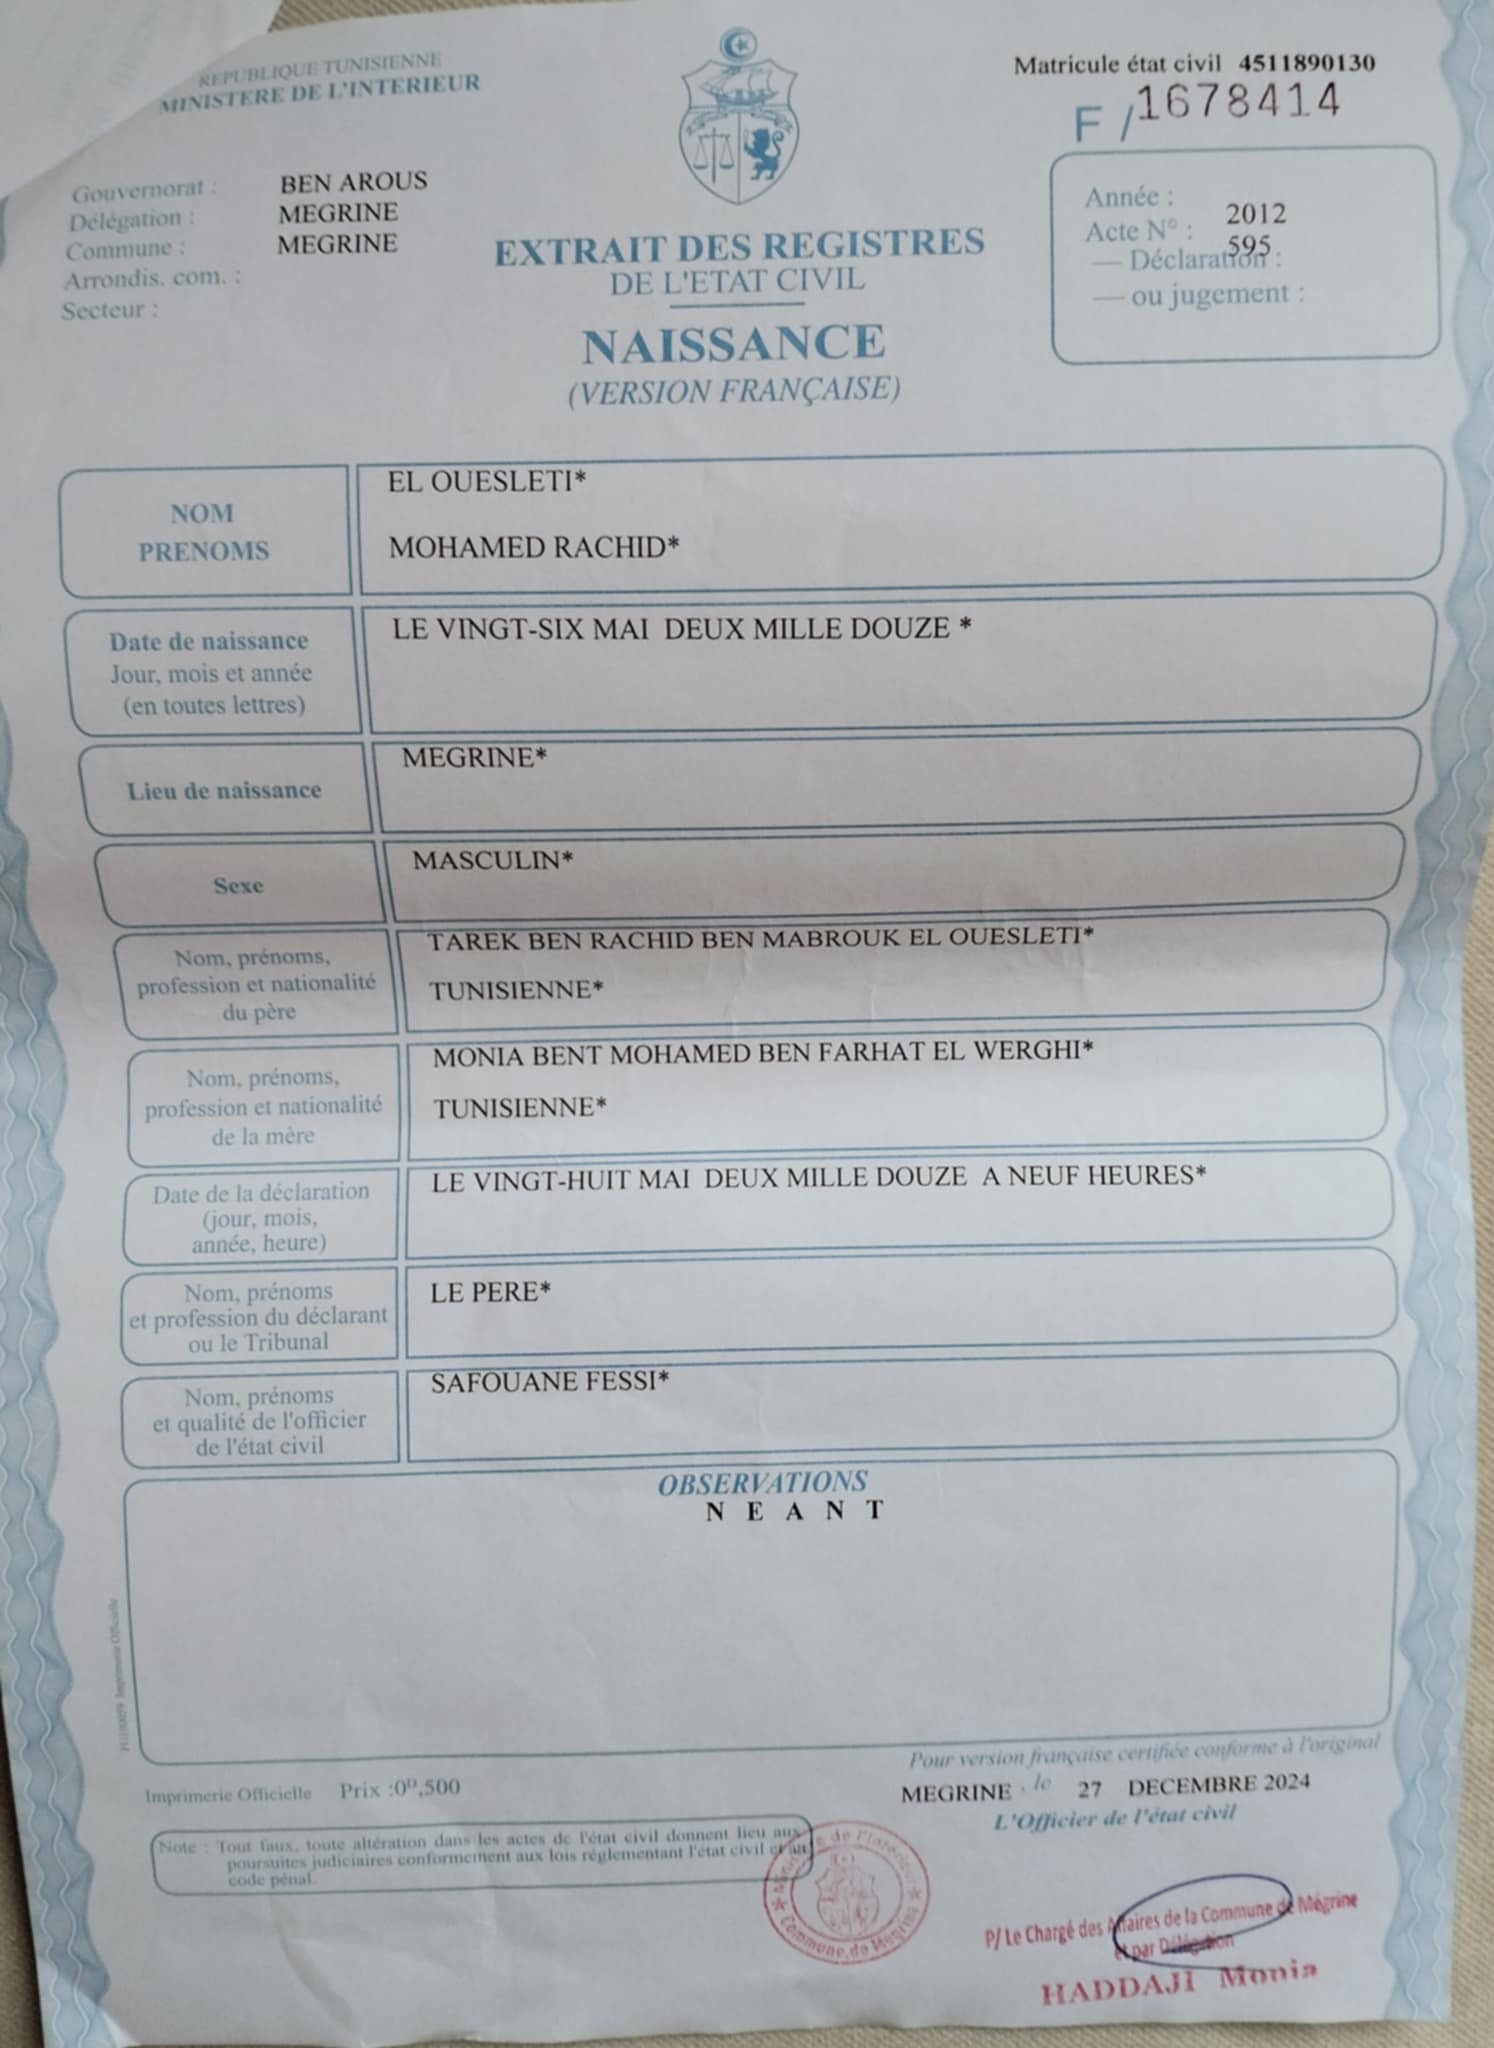 REPUBLIQUE TUNISIENNE
MINISTERE DE L'INTERIEUR
Matricule état civil 4511890130
F / 1678414
Gouvernorat : BEN AROUS
Délégation : MEGRINE
Commune : MEGRINE
Arrondis. com. :
Secteur :
EXTRAIT DES REGISTRES
DE L'ETAT CIVIL
NAISSANCE
(VERSION FRANÇAISE)
Année : 2012
Acte N° : 595
— Déclaration :
— ou jugement :
NOM
PRENOMS
EL OUESLETI*
MOHAMED RACHID*
Date de naissance
Jour, mois et année
(en toutes lettres)
LE VINGT-SIX MAI DEUX MILLE DOUZE *
Lieu de naissance
MEGRINE*
Sexe
MASCULIN*
Nom, prénoms,
profession et nationalité
du père
TAREK BEN RACHID BEN MABROUK EL OUESLETI*
TUNISIENNE*
Nom, prénoms,
profession et nationalité
de la mère
MONIA BENT MOHAMED BEN FARHAT EL WERGHI*
TUNISIENNE*
Date de la déclaration
(jour, mois,
année, heure)
LE VINGT-HUIT MAI DEUX MILLE DOUZE A NEUF HEURES*
Nom, prénoms
et profession du déclarant
ou le Tribunal
LE PERE*
Nom, prénoms
et qualité de l'officier
de l'état civil
SAFOUANE FESSI*
OBSERVATIONS
N E A N T
Imprimerie Officielle
Pour version française certifiée conforme à l'original
Imprimerie Officielle Prix :0ᴰ,500
MEGRINE , le 27 DECEMBRE 2024
L'Officier de l'état civil
Note : Tout faux, toute altération dans les actes de l'état civil donnent lieu aux
poursuites judiciaires conformement aux lois réglementant l'état civil et au
code pénal.
Commune de Megrine
P/ Le Chargé des Affaires de la Commune de Mégrine
et par Délégation
HADDAJI Monia